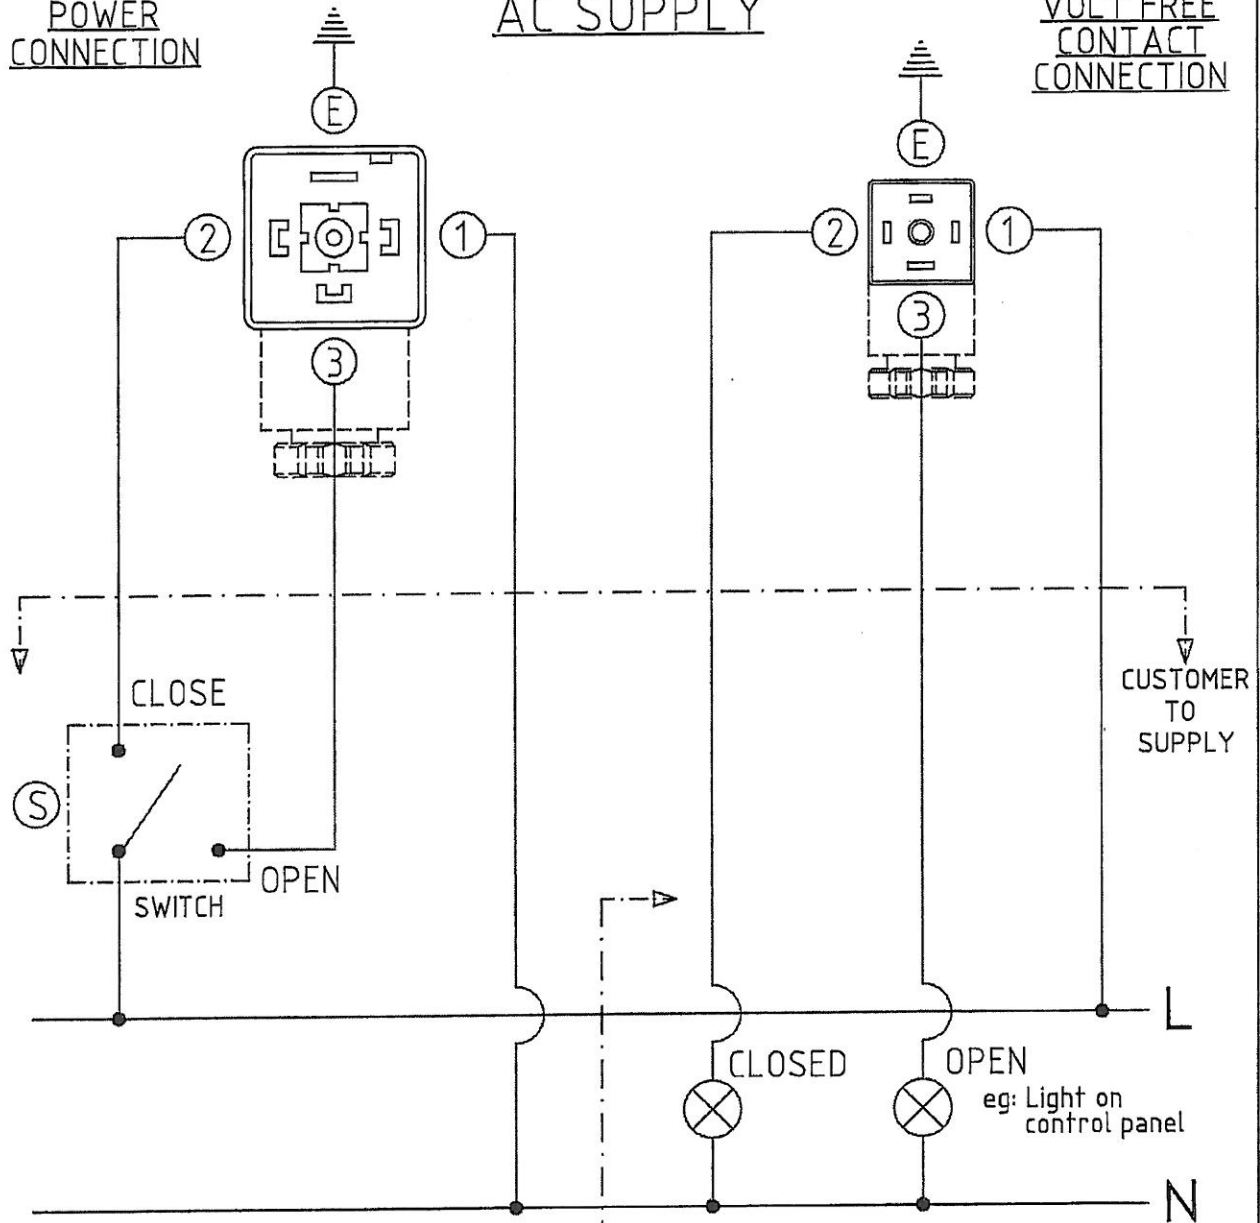 POWER
CONNECTION
AC SUPPLY
VOLT FREE
CONTACT
CONNECTION
E
E
2
1
2
1
3
3
CLOSE
CUSTOMER
TO
SUPPLY
S
OPEN
SWITCH
L
CLOSED
OPEN
eg: Light on
control panel
N